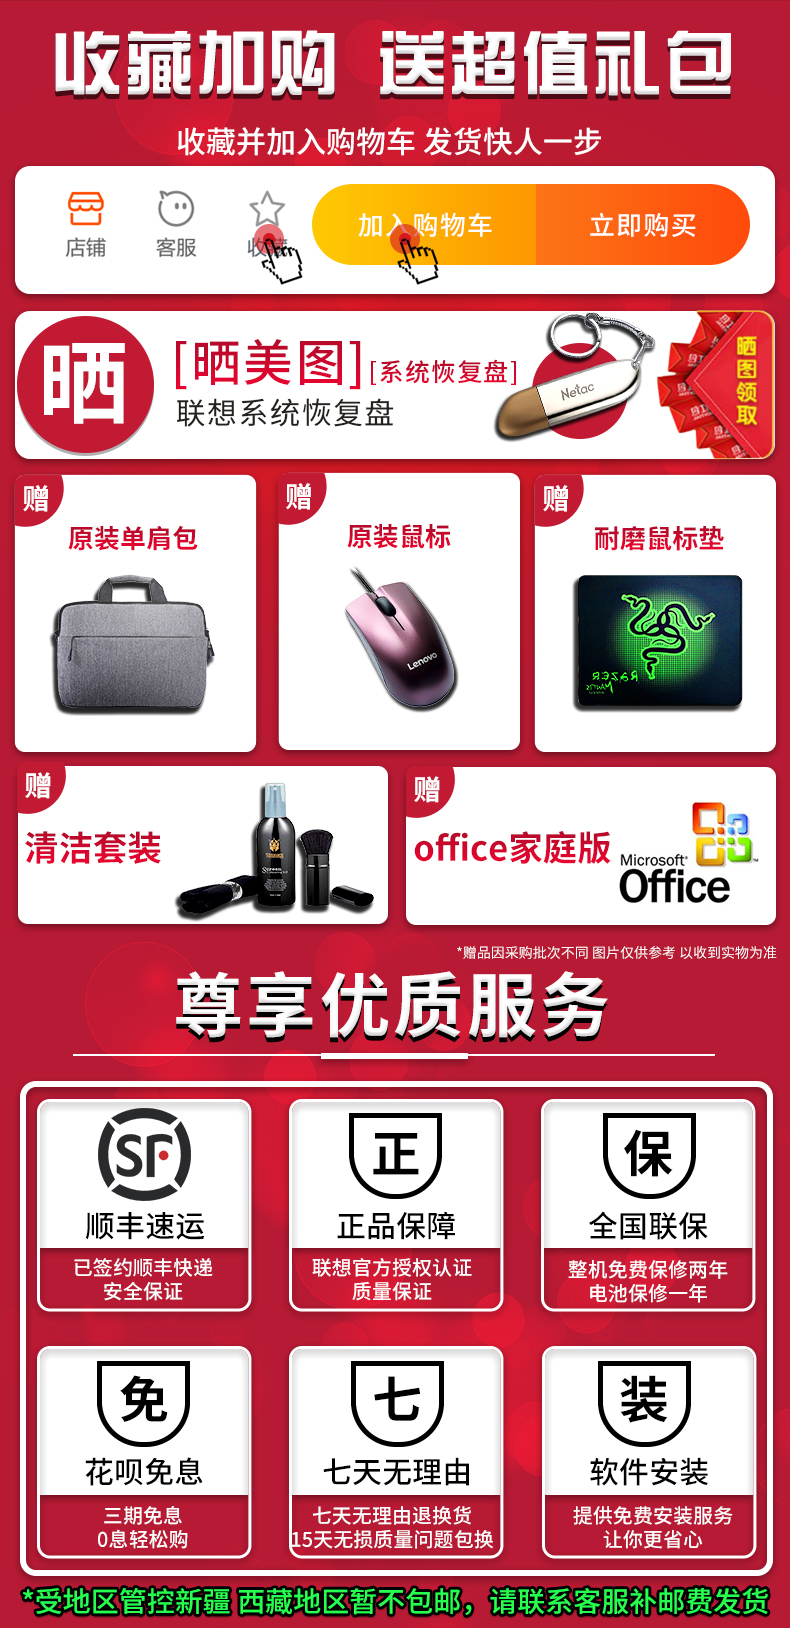 收藏加购 送超值礼包
收藏并加入购物车 发货快人一步
店铺 客服 收藏 加入购物车 立即购买
晒
[晒美图] [系统恢复盘]
联想系统恢复盘
Netac
晒图领取
赠
原装单肩包
赠
原装鼠标
Lenovo
赠
耐磨鼠标垫
RAZER
MANTIS
赠
清洁套装
Screen
赠
office家庭版
Microsoft
Office
*赠品因采购批次不同 图片仅供参考 以收到实物为准
尊享优质服务
SF
顺丰速运
已签约顺丰快递
安全保证
正
正品保障
联想官方授权认证
质量保证
保
全国联保
整机免费保修两年
电池保修一年
免
花呗免息
三期免息
0息轻松购
七
七天无理由
七天无理由退换货
15天无损质量问题包换
装
软件安装
提供免费安装服务
让你更省心
*受地区管控新疆 西藏地区暂不包邮，请联系客服补邮费发货